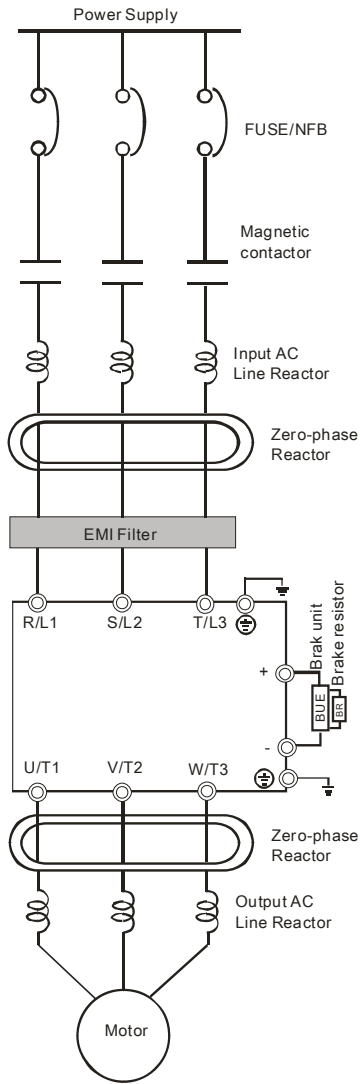 Power Supply
FUSE/NFB
Magnetic
contactor
Input AC
Line Reactor
Zero-phase
Reactor
EMI Filter
R/L1
S/L2
T/L3
+
-
Brak unit
Brake resistor
BUE
BR
U/T1
V/T2
W/T3
Zero-phase
Reactor
Output AC
Line Reactor
Motor